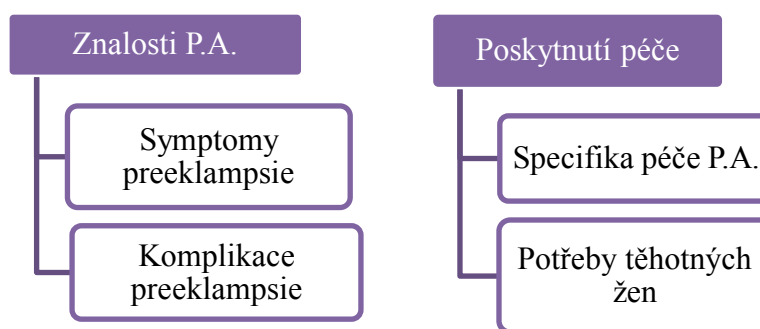 Znalosti P.A.
Symptomy
preeklampsie
Komplikace
preeklampsie
Poskytnutí péče
Specifika péče P.A.
Potřeby těhotných
žen